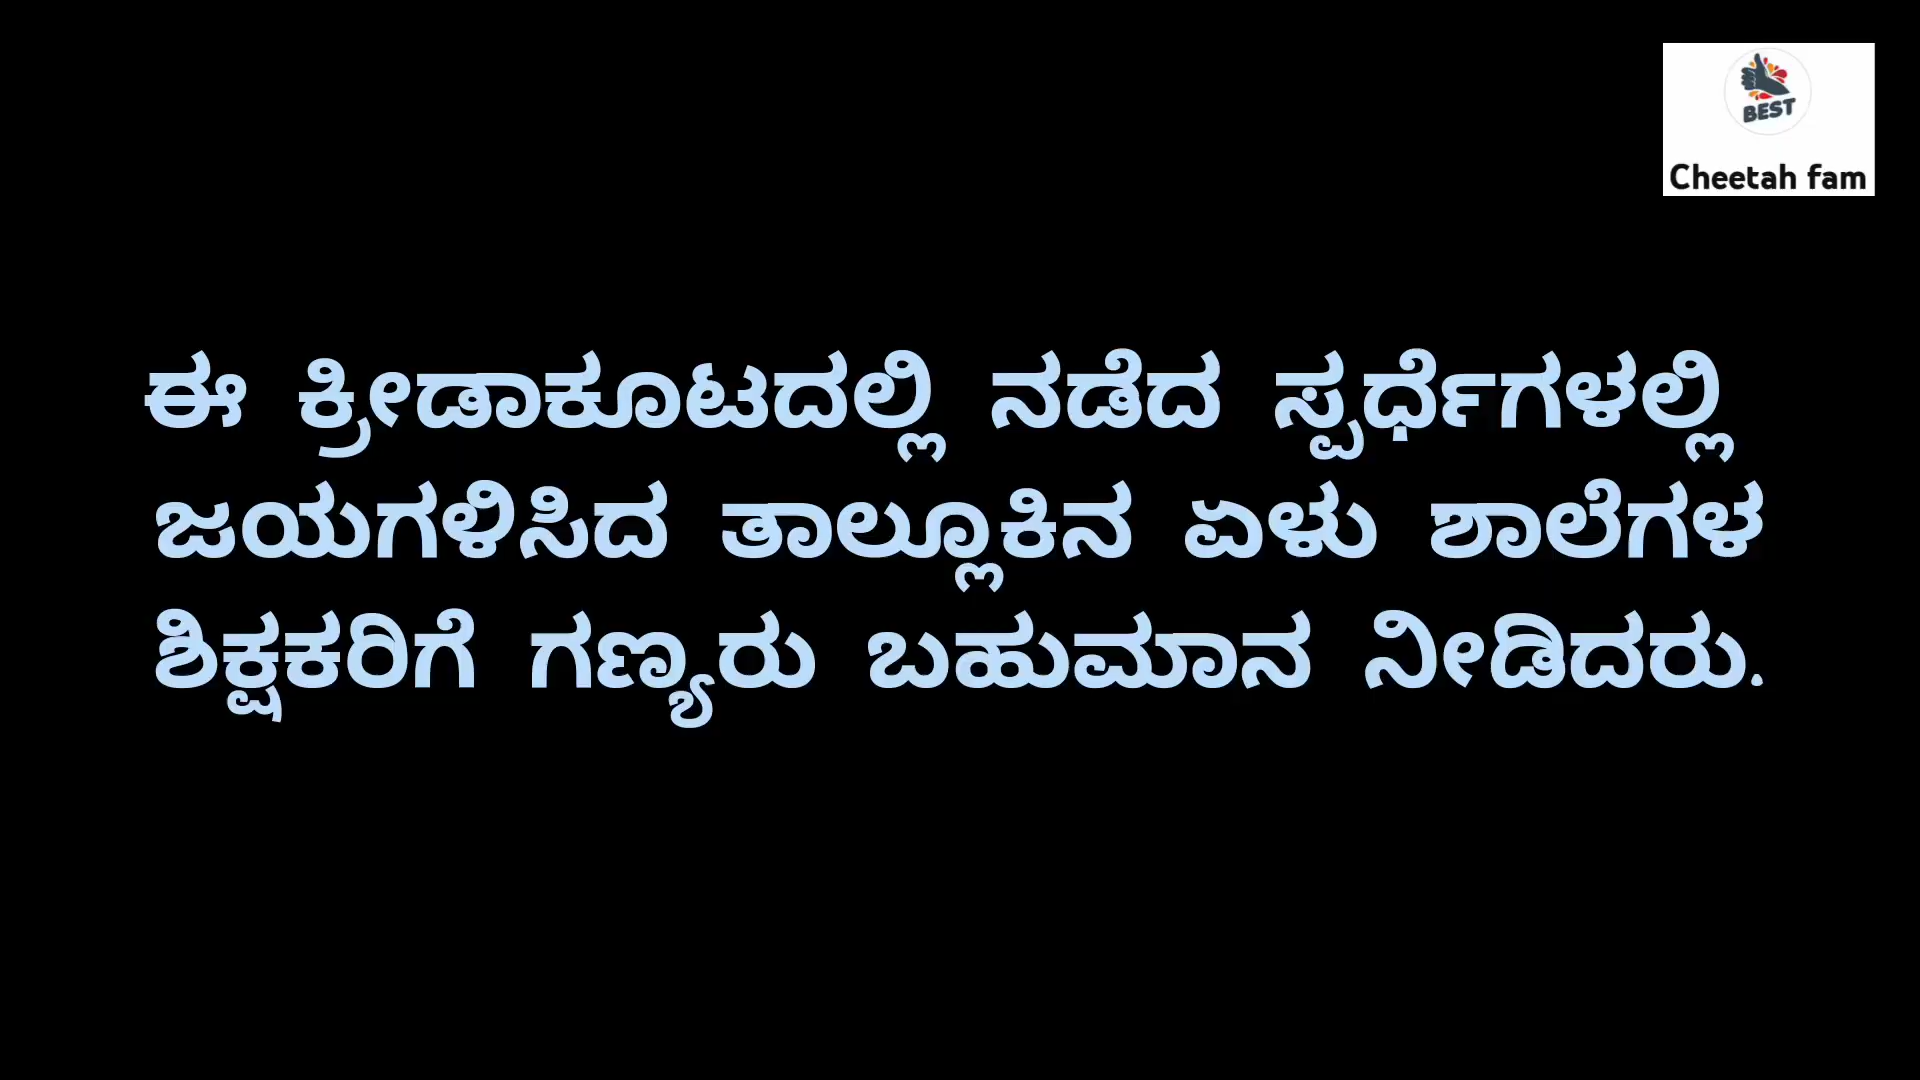 BEST
Cheetah fam
ಈ ಕ್ರೀಡಾಕೂಟದಲ್ಲಿ ನಡೆದ ಸ್ಪರ್ಧೆಗಳಲ್ಲಿ
ಜಯಗಳಿಸಿದ ತಾಲ್ಲೂಕಿನ ಏಳು ಶಾಲೆಗಳ
ಶಿಕ್ಷಕರಿಗೆ ಗಣ್ಯರು ಬಹುಮಾನ ನೀಡಿದರು.